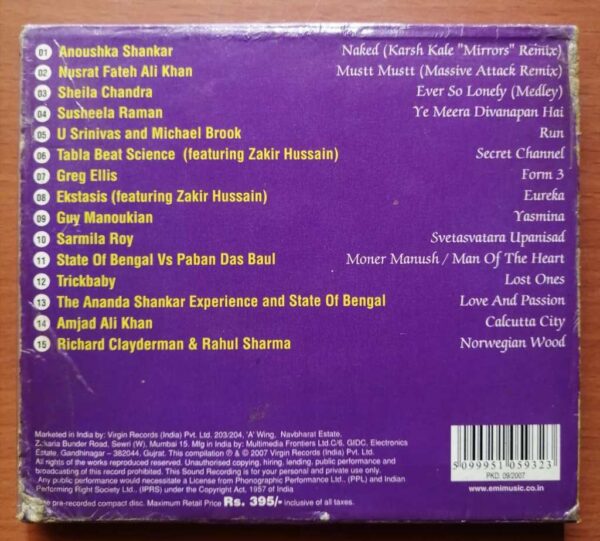 01 Anoushka Shankar Naked (Karsh Kale "Mirrors" Remix)
02 Nusrat Fateh Ali Khan Mustt Mustt (Massive Attack Remix)
03 Sheila Chandra Ever So Lonely (Medley)
04 Susheela Raman Ye Meera Divanapan Hai
05 U Srinivas and Michael Brook Run
06 Tabla Beat Science (featuring Zakir Hussain) Secret Channel
07 Greg Ellis Form 3
08 Ekstasis (featuring Zakir Hussain) Eureka
09 Guy Manoukian Yasmina
10 Sarmila Roy Svetasvatara Upanisad
11 State Of Bengal Vs Paban Das Baul Moner Manush / Man Of The Heart
12 Trickbaby Lost Ones
13 The Ananda Shankar Experience and State Of Bengal Love And Passion
14 Amjad Ali Khan Calcutta City
15 Richard Clayderman & Rahul Sharma Norwegian Wood
Marketed in India by: Virgin Records (India) Pvt. Ltd. 203/204, 'A' Wing, Navbharat Estate,
Zakaria Bunder Road, Sewri (W), Mumbai 15. Mfg in India by: Multimedia Frontiers Ltd.C/6, GIDC, Electronics
Estate, Gandhinagar – 382044, Gujrat. This compilation ℗ & © 2007 Virgin Records (India) Pvt. Ltd.
All rights of the works reproduced reserved. Unauthorised copying, hiring, lending, public performance and
broadcasting of this record prohibited. This Sound Recording is for your personal and private use only.
Any public performance would necessitate a License from Phonographic Performance Ltd., (PPL) and Indian
Performing Right Society Ltd., (IPRS) under the Copyright Act, 1957 of India
pre-recorded compact disc. Maximum Retail Price Rs. 395/- inclusive of all taxes.
5 099951 059323
PKD. 09/2007
www.emimusic.co.in